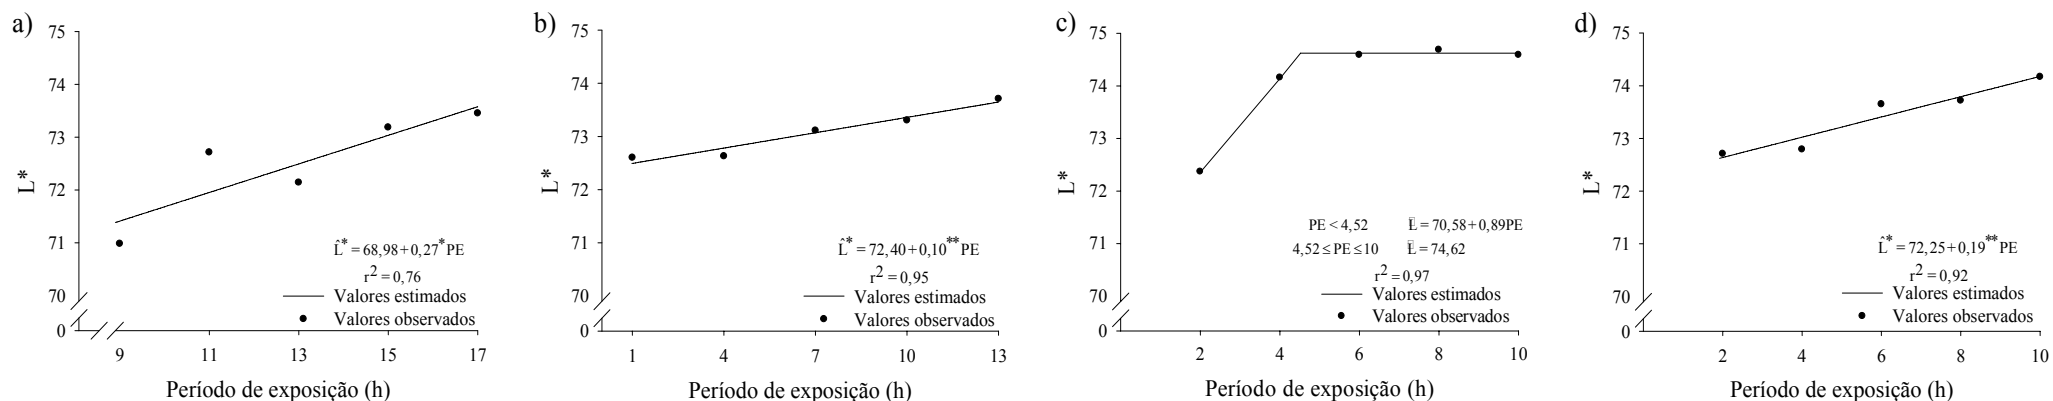 a)
75
74
73
72
71
70
0
L*
L̂* = 68,98+0,27*PE
r² = 0,76
Valores estimados
Valores observados
9 11 13 15 17
Período de exposição (h)
b)
75
74
73
72
71
70
0
L*
L̂* = 72,40+0,10**PE
r² = 0,95
Valores estimados
Valores observados
1 4 7 10 13
Período de exposição (h)
c)
75
74
73
72
71
70
0
L*
PE < 4,52 L = 70,58+0,89PE
4,52 ≤ PE ≤ 10 L = 74,62
r² = 0,97
Valores estimados
Valores observados
2 4 6 8 10
Período de exposição (h)
d)
75
74
73
72
71
70
0
L*
L̂* = 72,25+0,19**PE
r² = 0,92
Valores estimados
Valores observados
2 4 6 8 10
Período de exposição (h)